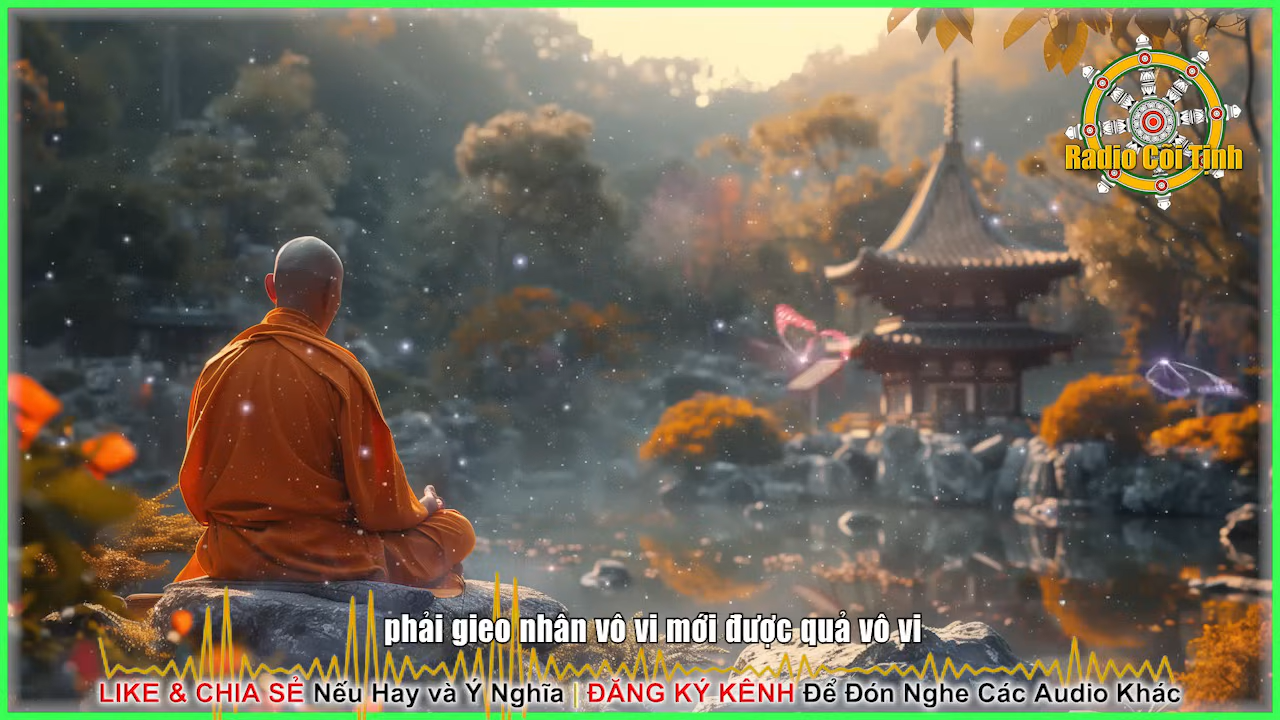 Radio Cõi Tịnh
phải gieo nhân vô vi mới được quả vô vi
LIKE & CHIA SẺ Nếu Hay và Ý Nghĩa | ĐĂNG KÝ KÊNH Để Đón Nghe Các Audio Khác